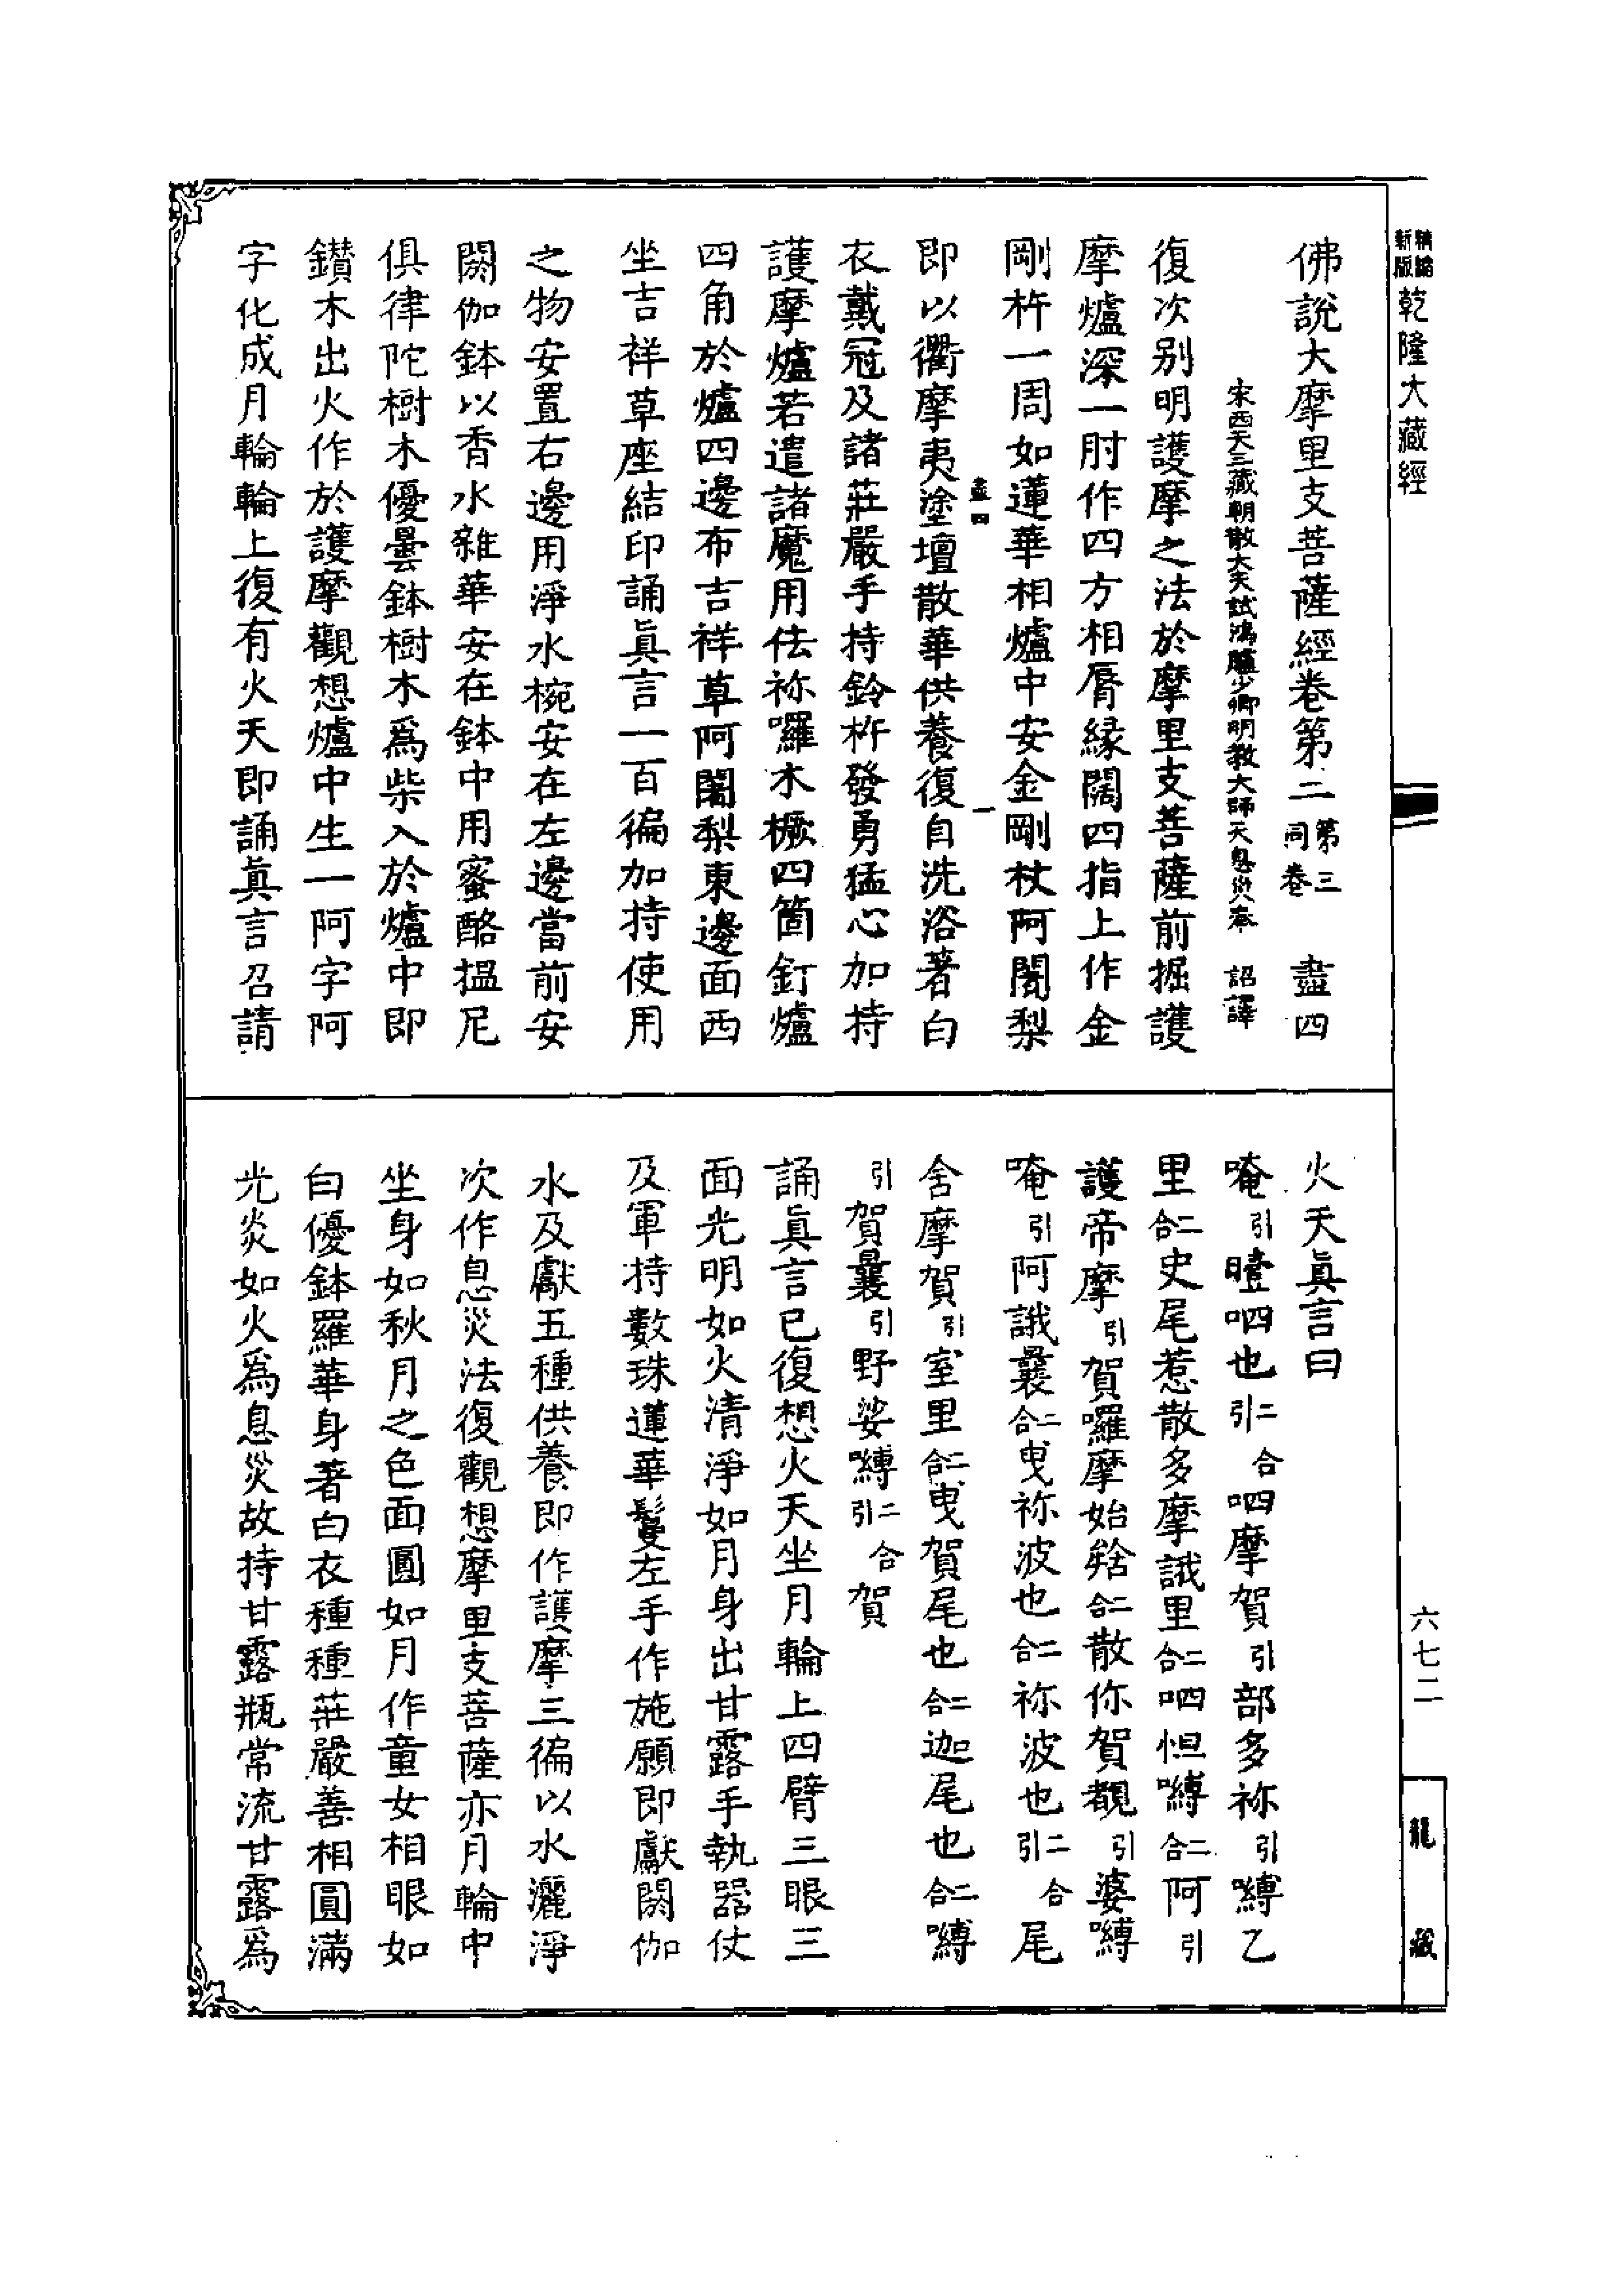 精縮新版 乾隆大藏經
佛說大摩里支菩薩經卷第二第三同卷 盡四
宋西天三藏朝散大夫試鴻臚少卿明教大師天息災奉 詔譯
復次別明護摩之法於摩里支菩薩前掘護
摩爐深一肘作四方相脣緣闊四指上作金
剛杵一周如蓮華相爐中安金剛杖阿闍梨
盡四 一
即以衢摩夷塗壇散華供養復自洗浴著白
衣戴冠及諸莊嚴手持鈴杵發勇猛心加持
護摩爐若遣諸魔用佉祢囉木橛四箇釘爐
四角於爐四邊布吉祥草阿闍梨東邊面西
坐吉祥草座結印誦眞言一百徧加持使用
之物安置右邊用淨水椀安在左邊當前安
閼伽鉢以香水雜華安在鉢中用蜜酪搵尼
俱律陀樹木優曇鉢樹木爲柴入於爐中即
鑚木出火作於護摩觀想爐中生一阿字阿
字化成月輪輪上復有火天即誦眞言召請
火天眞言曰
唵引曀呬也二合引呬摩賀引部多祢引嚩乙
里二合史尾惹散多摩誐里二合呬怛嚩二合阿引
護帝摩引賀囉摩始㗨二合散你賀覩引婆嚩
唵引阿誐曩二合曳祢波也二合祢波也二合引尾
舍摩賀引室里二合曳賀尾也二合迦尾也二合嚩
引賀曩引野娑嚩二合引賀
誦眞言已復想火天坐月輪上四臂三眼三
面光明如火清淨如月身出甘露手執器仗
及軍持數珠蓮華鬘左手作施願即獻閼伽
水及獻五種供養即作護摩三徧以水灑淨
次作息災法復觀想摩里支菩薩亦月輪中
坐身如秋月之色面圓如月作童女相眼如
白優鉢羅華身著白衣種種莊嚴善相圓滿
光炎如火爲息災故持甘露瓶常流甘露爲
六七二
龍藏